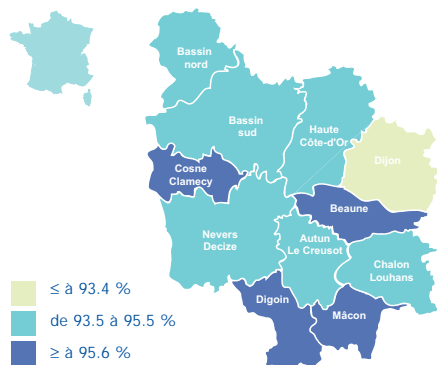 Bassin
nord
Bassin
sud
Haute
Côte-d'Or
Dijon
Cosne
Clamecy
Beaune
Nevers
Decize
Autun
Le Creusot
Chalon
Louhans
Digoin
Mâcon
≤ à 93.4 %
de 93.5 à 95.5 %
≥ à 95.6 %